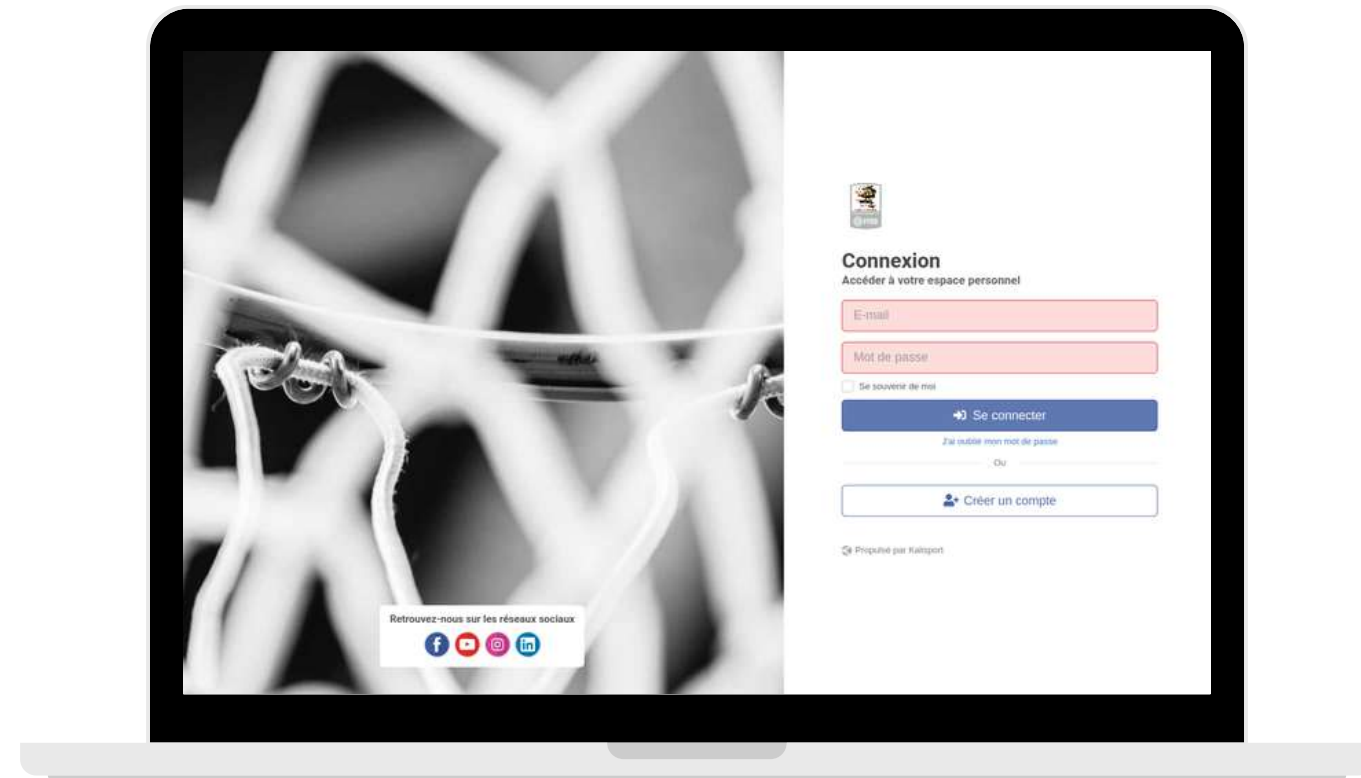 Connexion
Accéder à votre espace personnel
E-mail
Mot de passe
Se souvenir de moi
Se connecter
J'ai oublié mon mot de passe
Ou
Créer un compte
Propulsé par Kalisport
Retrouvez-nous sur les réseaux sociaux